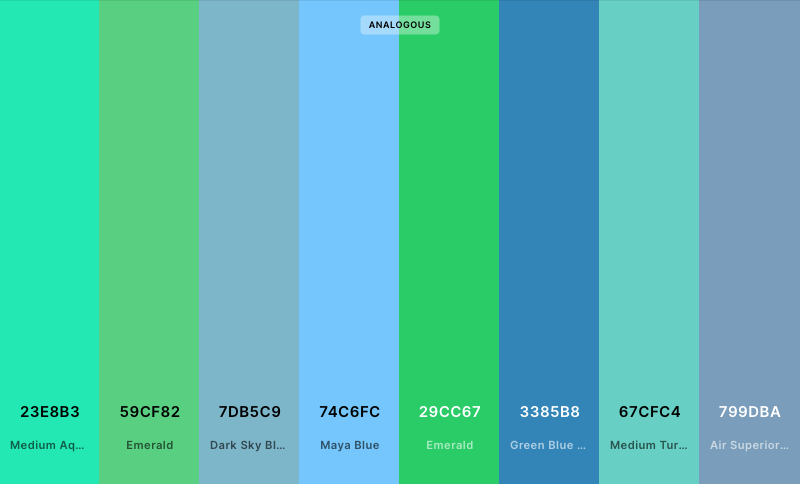 ANALOGOUS
23E8B3 59CF82 7DB5C9 74C6FC 29CC67 3385B8 67CFC4 799DBA
Medium Aq... Emerald Dark Sky Bl... Maya Blue Emerald Green Blue ... Medium Tur... Air Superior...